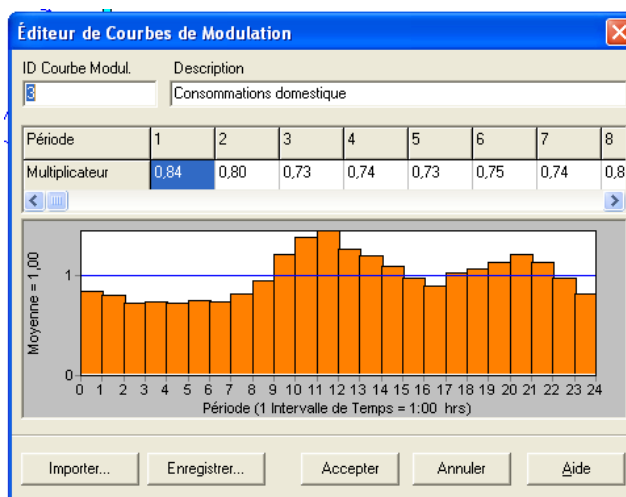 Éditeur de Courbes de Modulation
ID Courbe Modul. Description
3 Consommations domestique
Période 1 2 3 4 5 6 7 8
Multiplicateur 0,84 0,80 0,73 0,74 0,73 0,75 0,74 0,8
Moyenne = 1,00
1
0
0 1 2 3 4 5 6 7 8 9 10 11 12 13 14 15 16 17 18 19 20 21 22 23 24
Période (1 Intervalle de Temps = 1:00 hrs)
Importer... Enregistrer... Accepter Annuler Aide